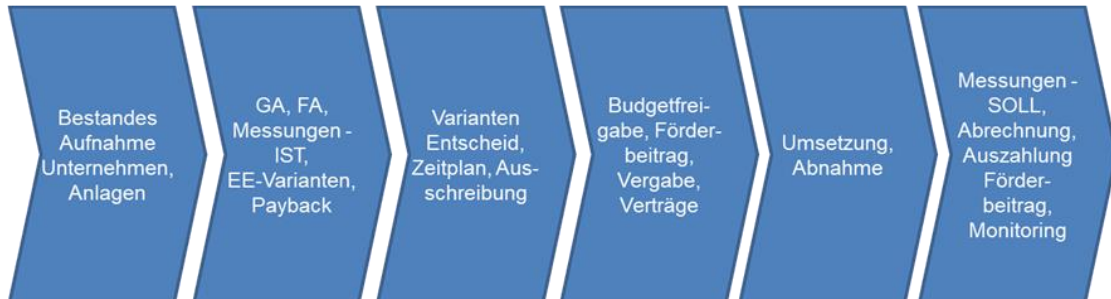 Bestandes
Aufnahme
Unternehmen,
Anlagen
GA, FA,
Messungen -
IST,
EE-Varianten,
Payback
Varianten
Entscheid,
Zeitplan, Aus-
schreibung
Budgetfrei-
gabe, Förder-
beitrag,
Vergabe,
Verträge
Umsetzung,
Abnahme
Messungen -
SOLL,
Abrechnung,
Auszahlung
Förder-
beitrag,
Monitoring